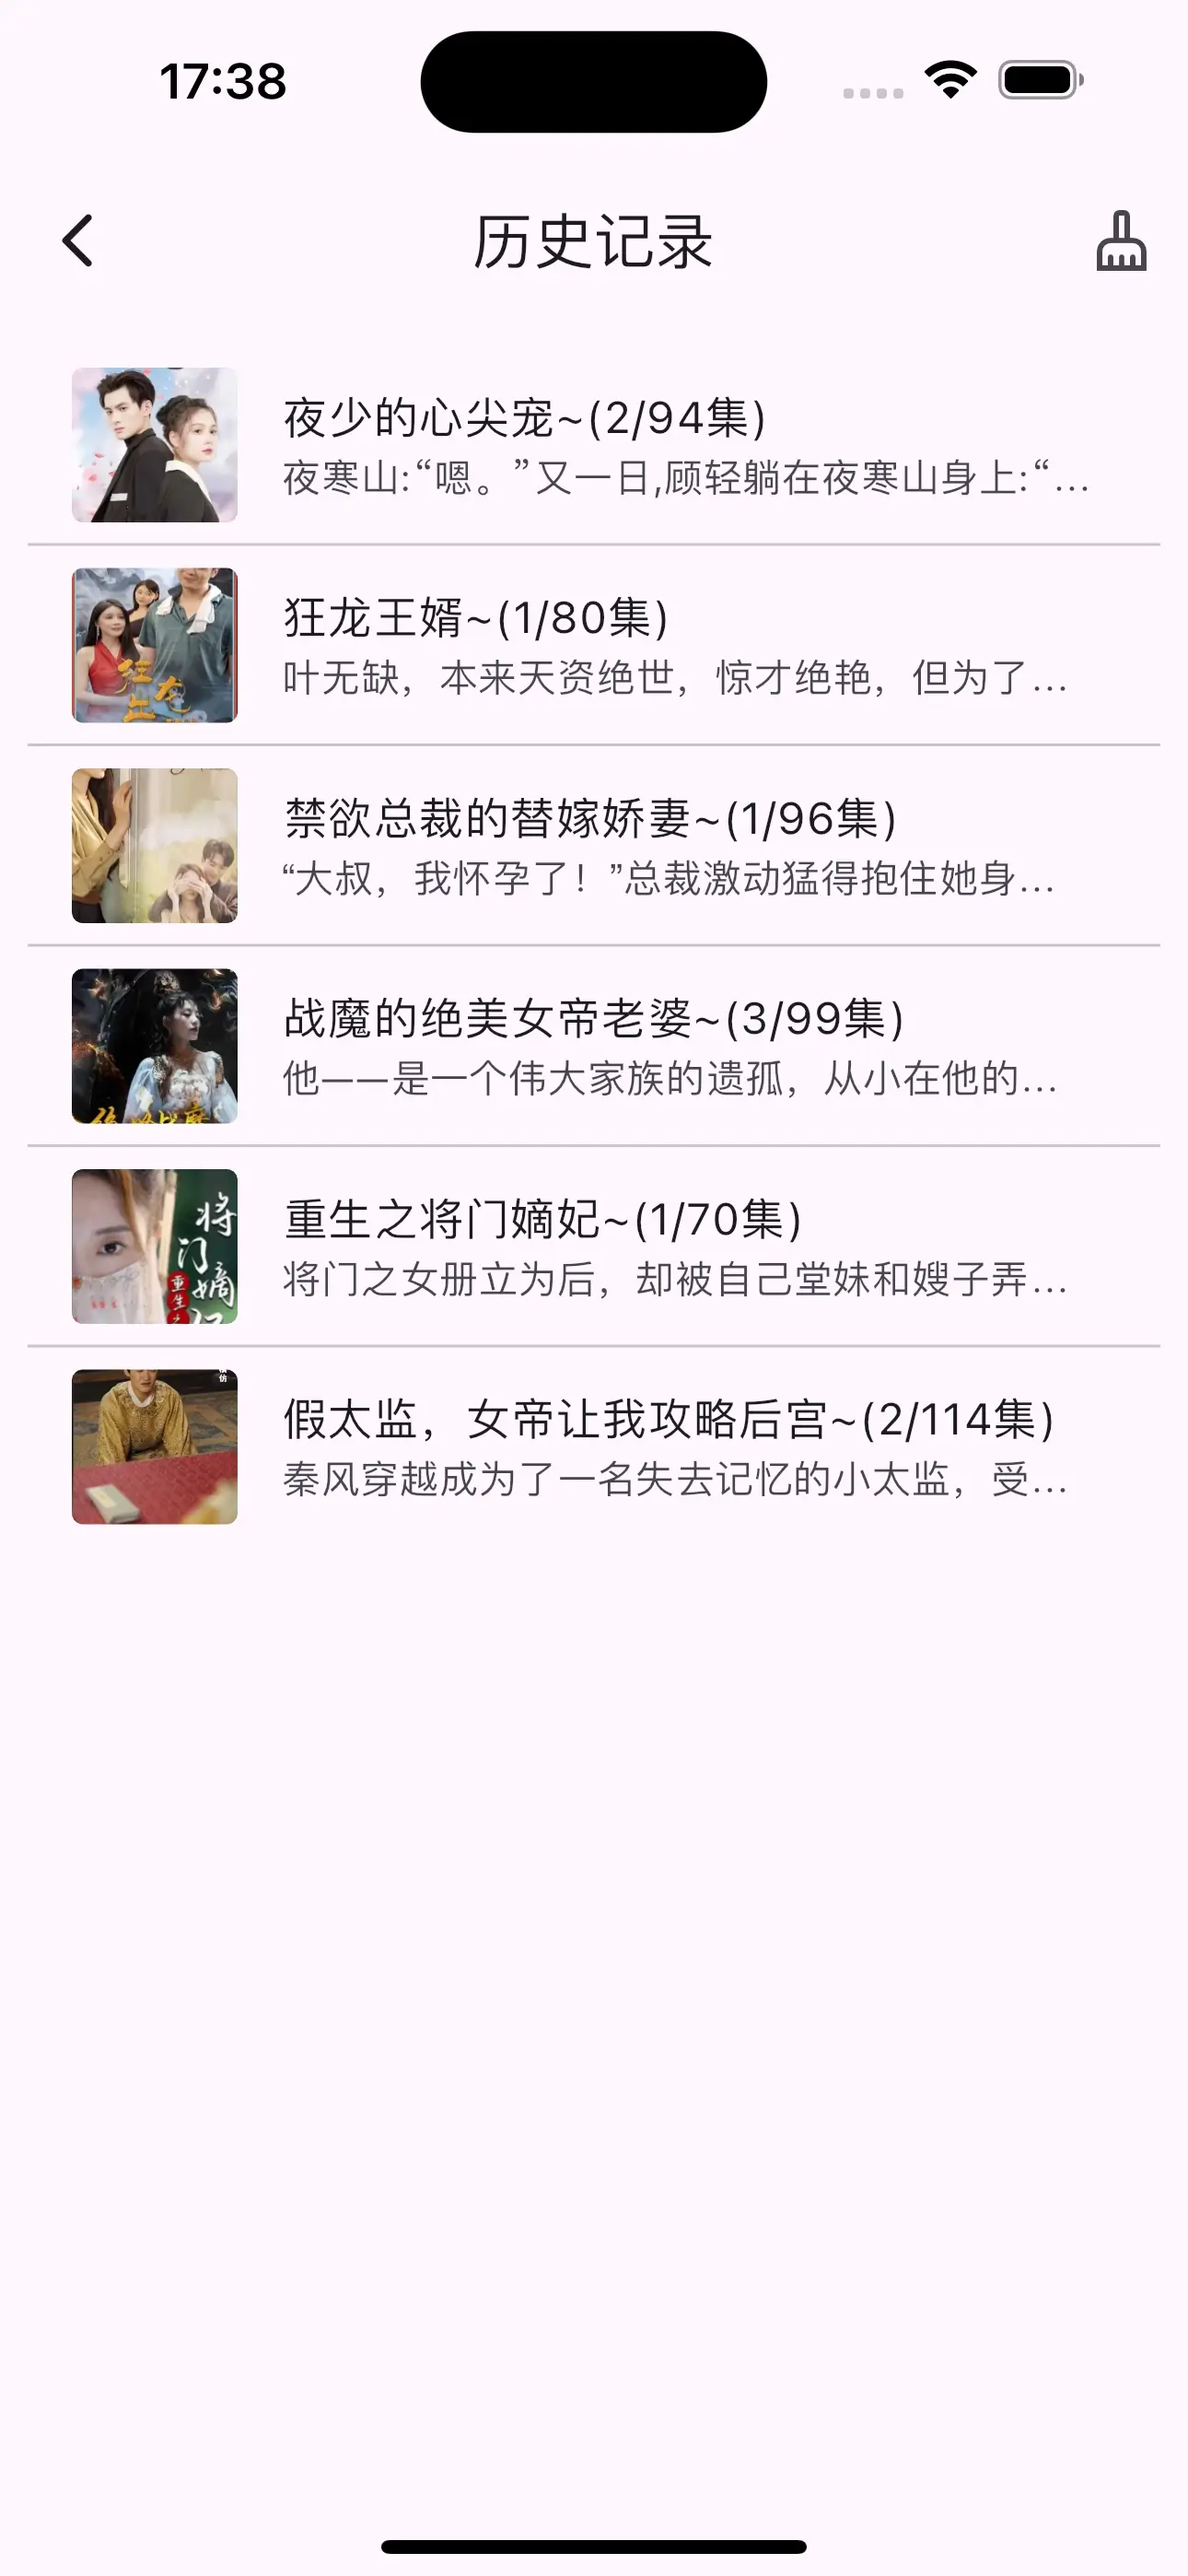 17:38
历史记录
夜少的心尖宠~(2/94集)
夜寒山:“嗯。”又一日,顾轻躺在夜寒山身上:“...
狂龙王婿~(1/80集)
叶无缺，本来天资绝世，惊才绝艳，但为了...
禁欲总裁的替嫁娇妻~(1/96集)
“大叔，我怀孕了！”总裁激动猛得抱住她身...
战魔的绝美女帝老婆~(3/99集)
他——是一个伟大家族的遗孤，从小在他的...
将
门
嫡
重生之
重生之将门嫡妃~(1/70集)
将门之女册立为后，却被自己堂妹和嫂子弄...
假太监，女帝让我攻略后宫~(2/114集)
秦风穿越成为了一名失去记忆的小太监，受...